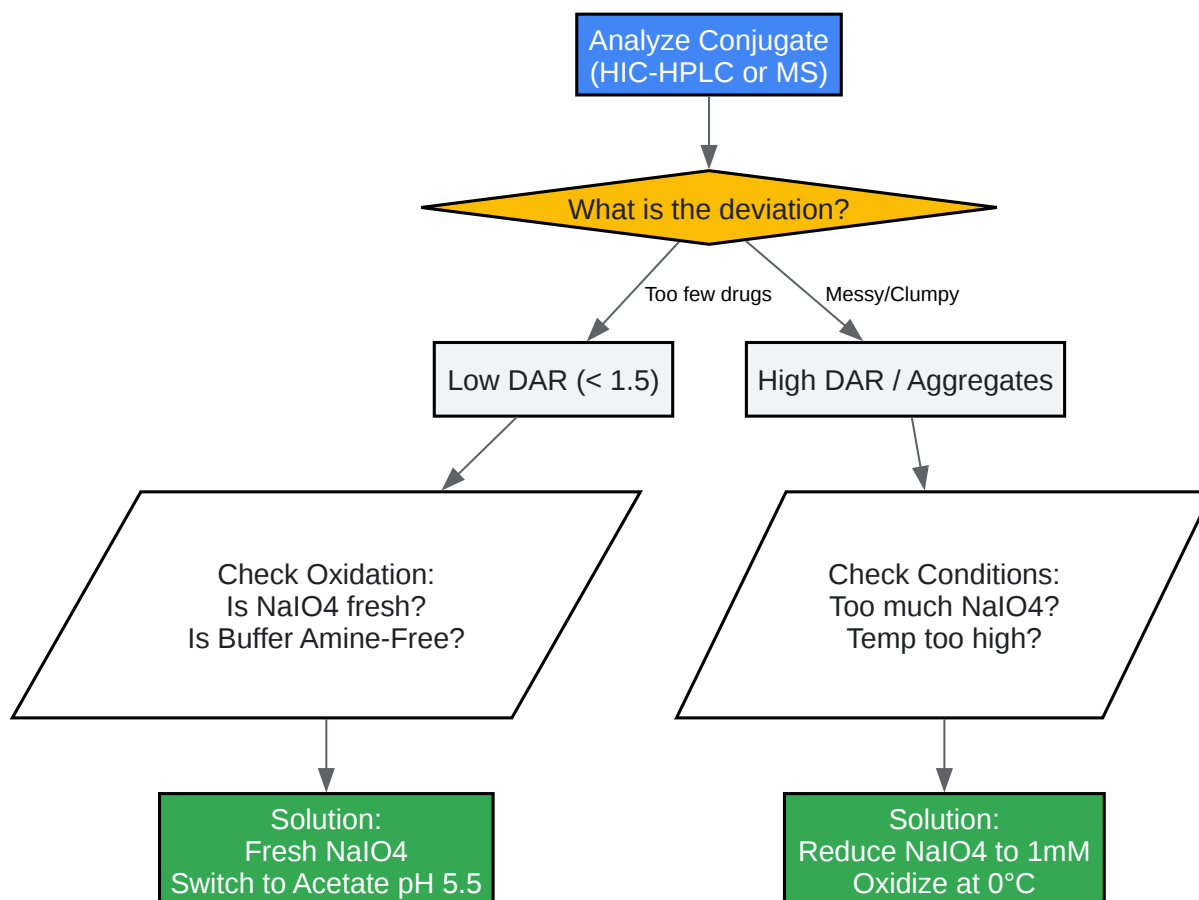 Analyze Conjugate
(HIC-HPLC or MS)
What is the deviation?
Too few drugs
Messy/Clumpy
Low DAR (< 1.5)
High DAR / Aggregates
Check Oxidation:
Is NaIO4 fresh?
Is Buffer Amine-Free?
Check Conditions:
Too much NaIO4?
Temp too high?
Solution:
Fresh NaIO4
Switch to Acetate pH 5.5
Solution:
Reduce NaIO4 to 1mM
Oxidize at 0°C